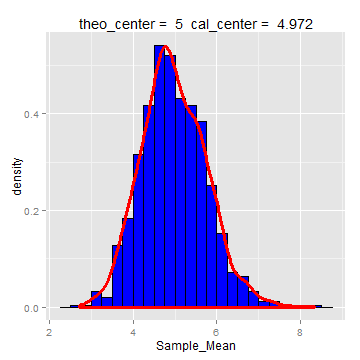 theo_center =  5  cal_center =  4.972
density
0.4
0.2
0.0
2
4
6
8
Sample_Mean